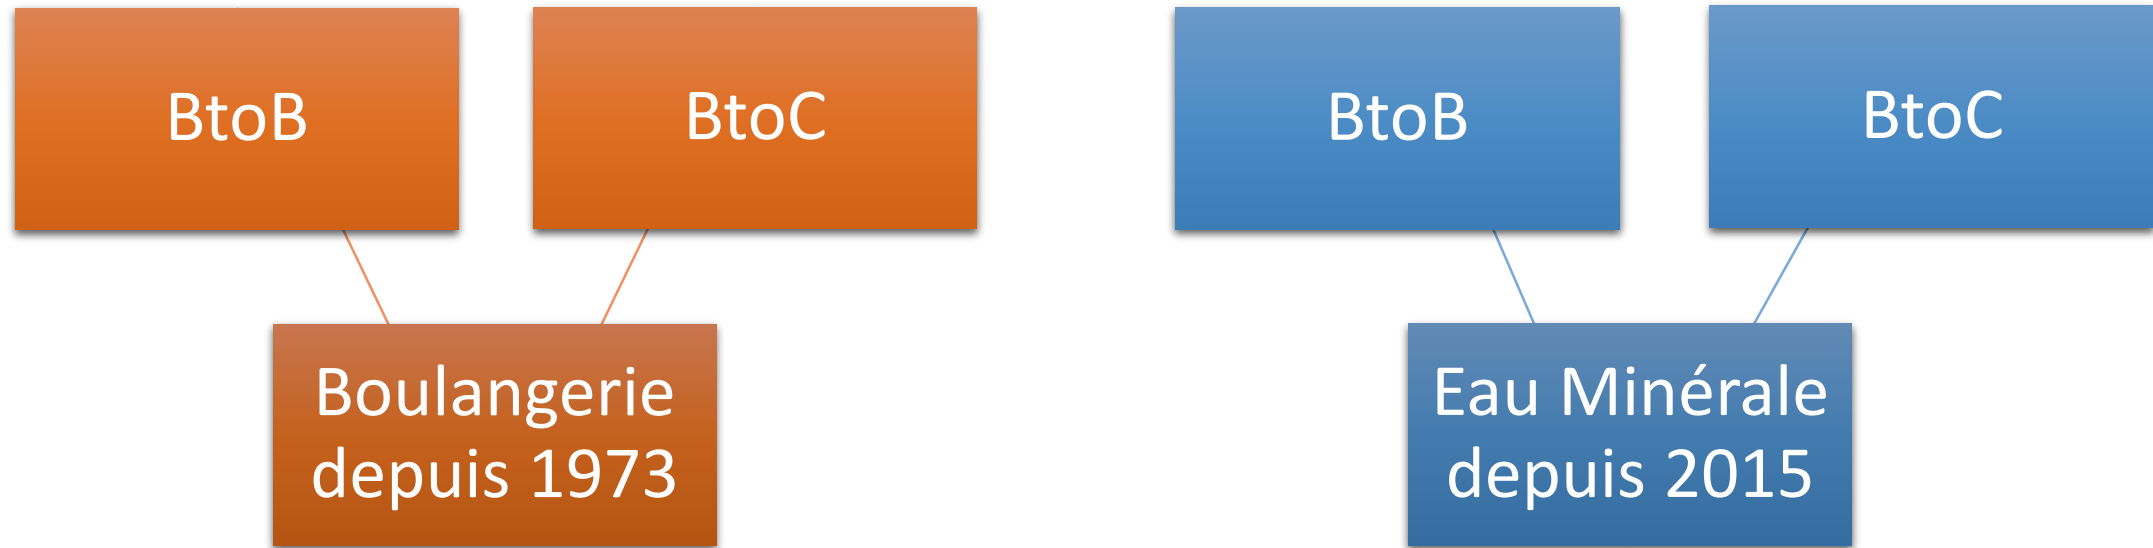 BtoB
BtoC
BtoB
BtoC
Boulangerie
depuis 1973
Eau Minérale
depuis 2015